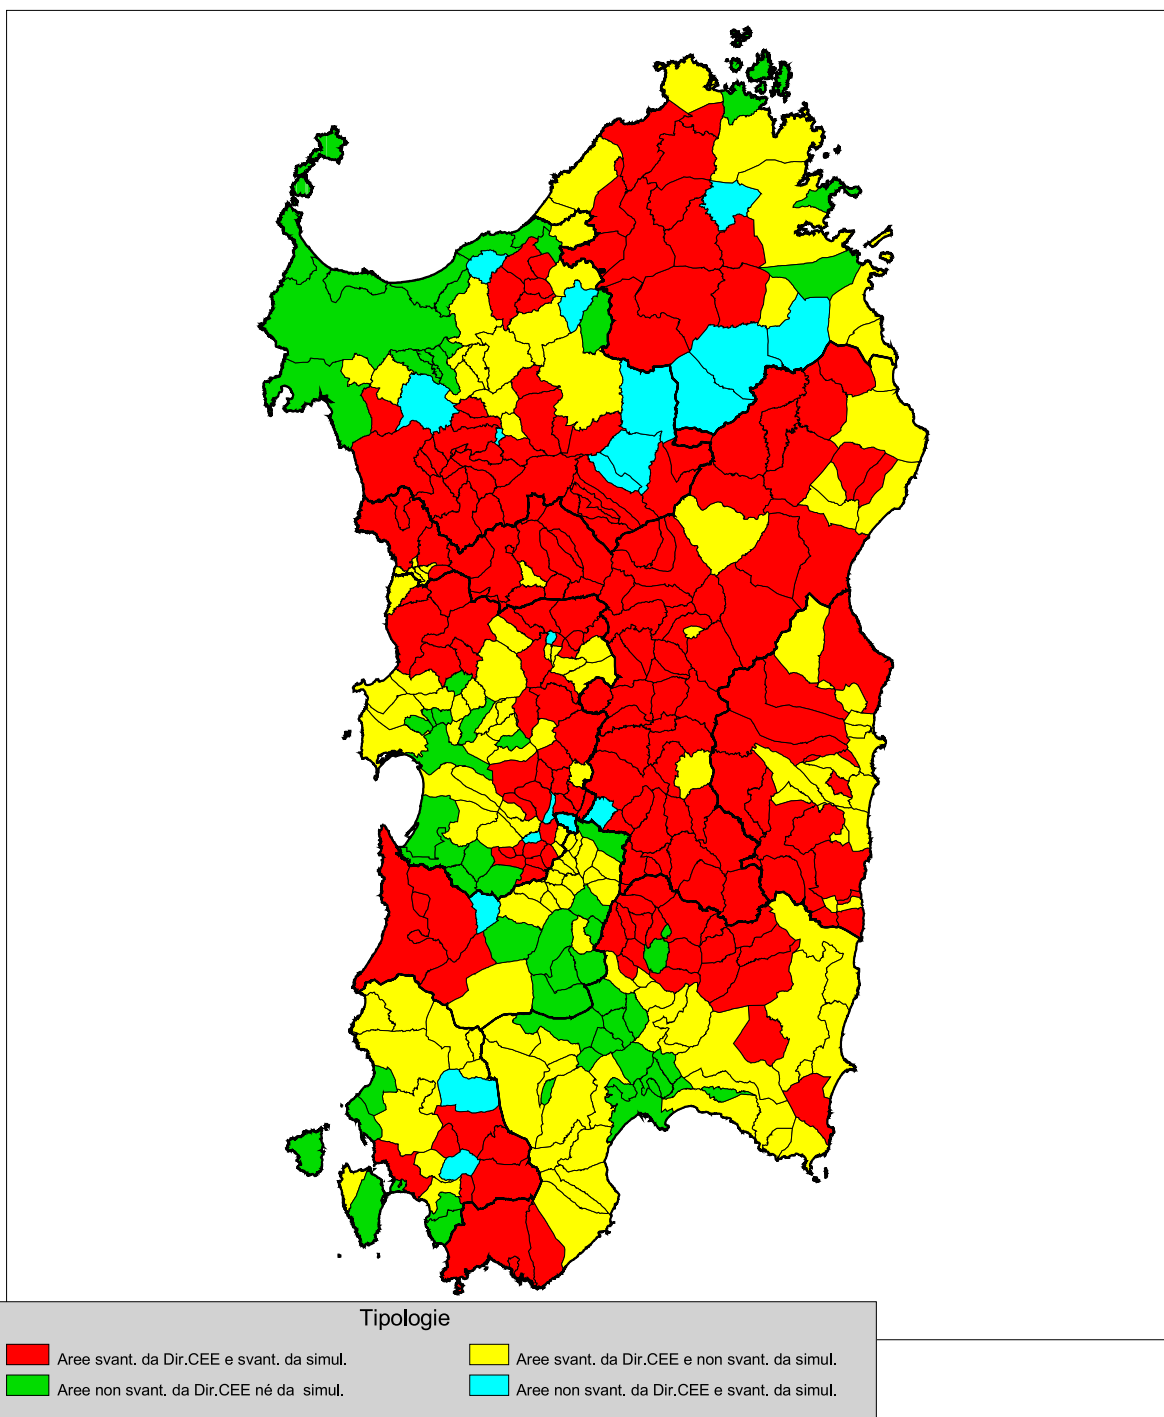 Tipologie
Aree svant. da Dir.CEE e svant. da simul.
Aree svant. da Dir.CEE e non svant. da simul.
Aree non svant. da Dir.CEE né da simul.
Aree non svant. da Dir.CEE e svant. da simul.